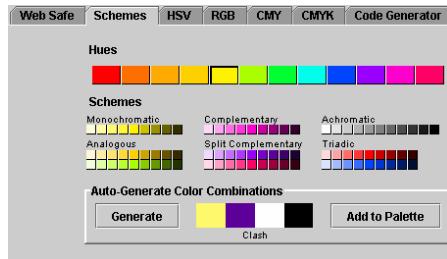 Web Safe Schemes HSV RGB CMY CMYK Code Generator
Hues
Schemes
Monochromatic Complementary Achromatic
Analogous Split Complementary Triadic
Auto-Generate Color Combinations
Generate Add to Palette
Clash